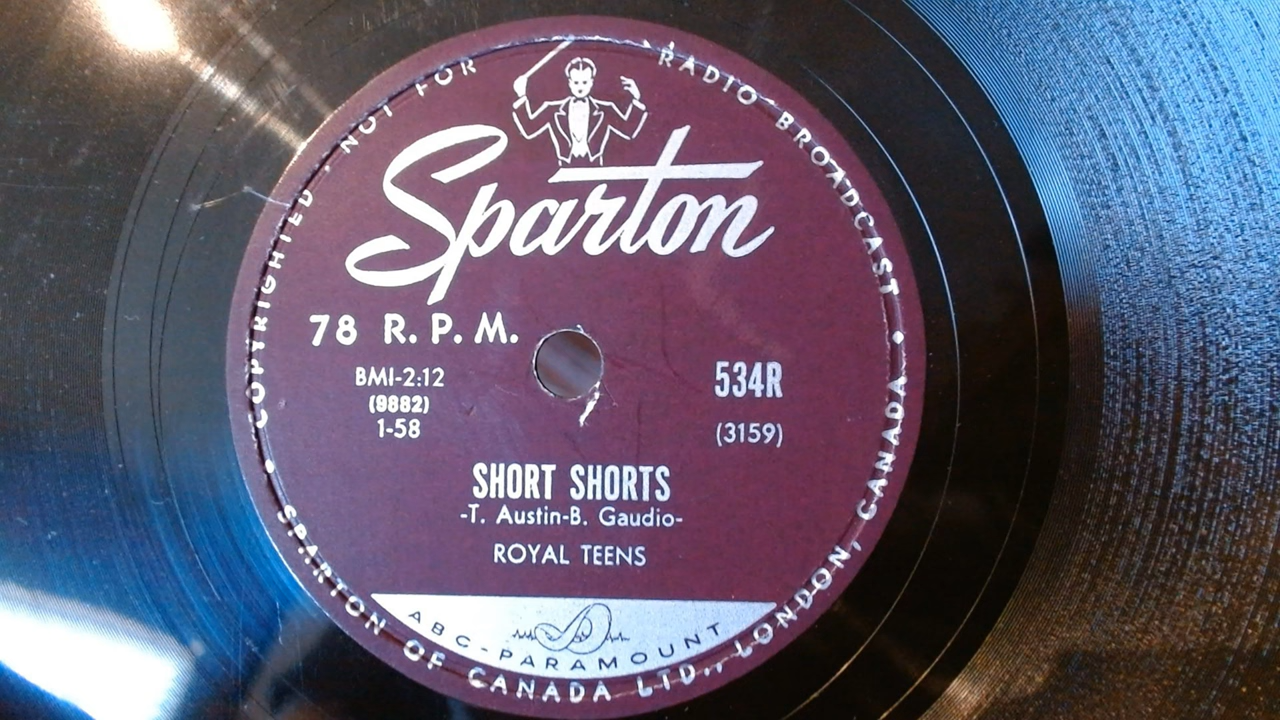 COPYRIGHTED, NOT FOR RADIO BROADCAST
Sparton
78 R. P. M.
BMI-2:12
(9882)
1-58
534R
(3159)
SHORT SHORTS
-T. Austin-B. Gaudio-
ROYAL TEENS
ABC-PARAMOUNT
SPARTON OF CANADA LTD., LONDON, CANADA